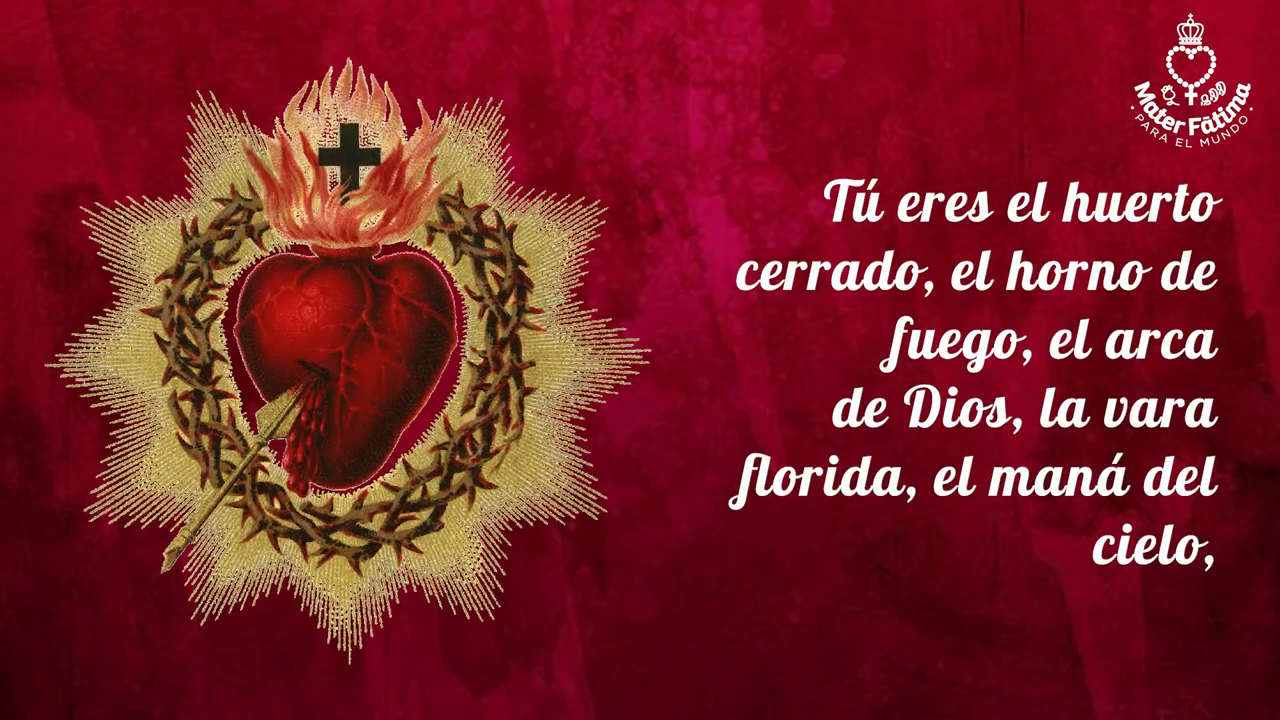 Mater Fãtima
· PARA EL MUNDO ·
Tú eres el huerto
cerrado, el horno de
fuego, el arca
de Dios, la vara
florida, el maná del
cielo,